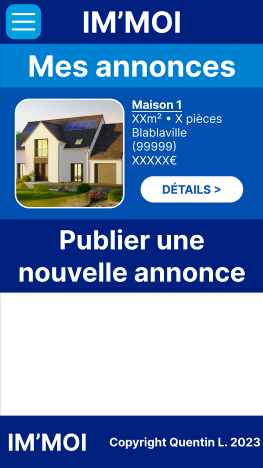 IM’MOI
Mes annonces
Maison 1
XXm² • X pièces
Blablaville
(99999)
XXXXX€
DÉTAILS >
Publier une
nouvelle annonce
IM’MOI
Copyright Quentin L. 2023